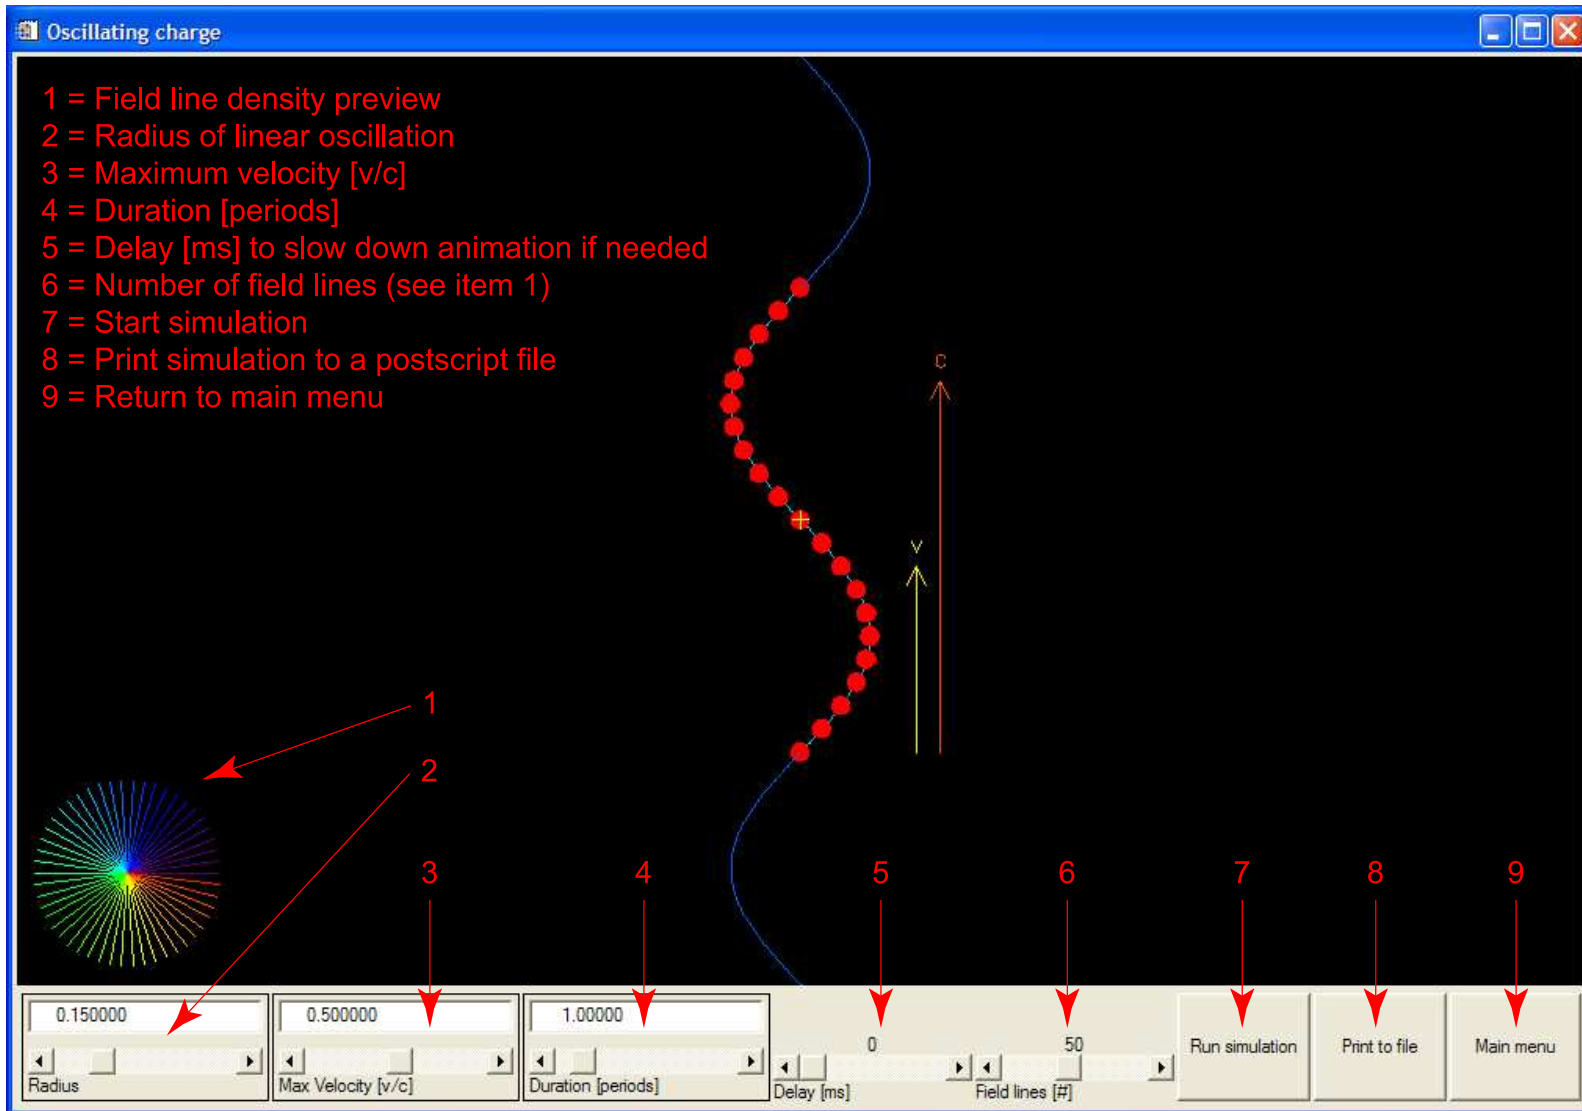 Oscillating charge
1 = Field line density preview
2 = Radius of linear oscillation
3 = Maximum velocity [v/c]
4 = Duration [periods]
5 = Delay [ms] to slow down animation if needed
6 = Number of field lines (see item 1)
7 = Start simulation
8 = Print simulation to a postscript file
9 = Return to main menu
c
v
1
2
3 4 5 6 7 8 9
0.150000 0.500000 1.00000
0 50
Run simulation Print to file Main menu
Radius Max Velocity [v/c] Duration [periods] Delay [ms] Field lines [#]